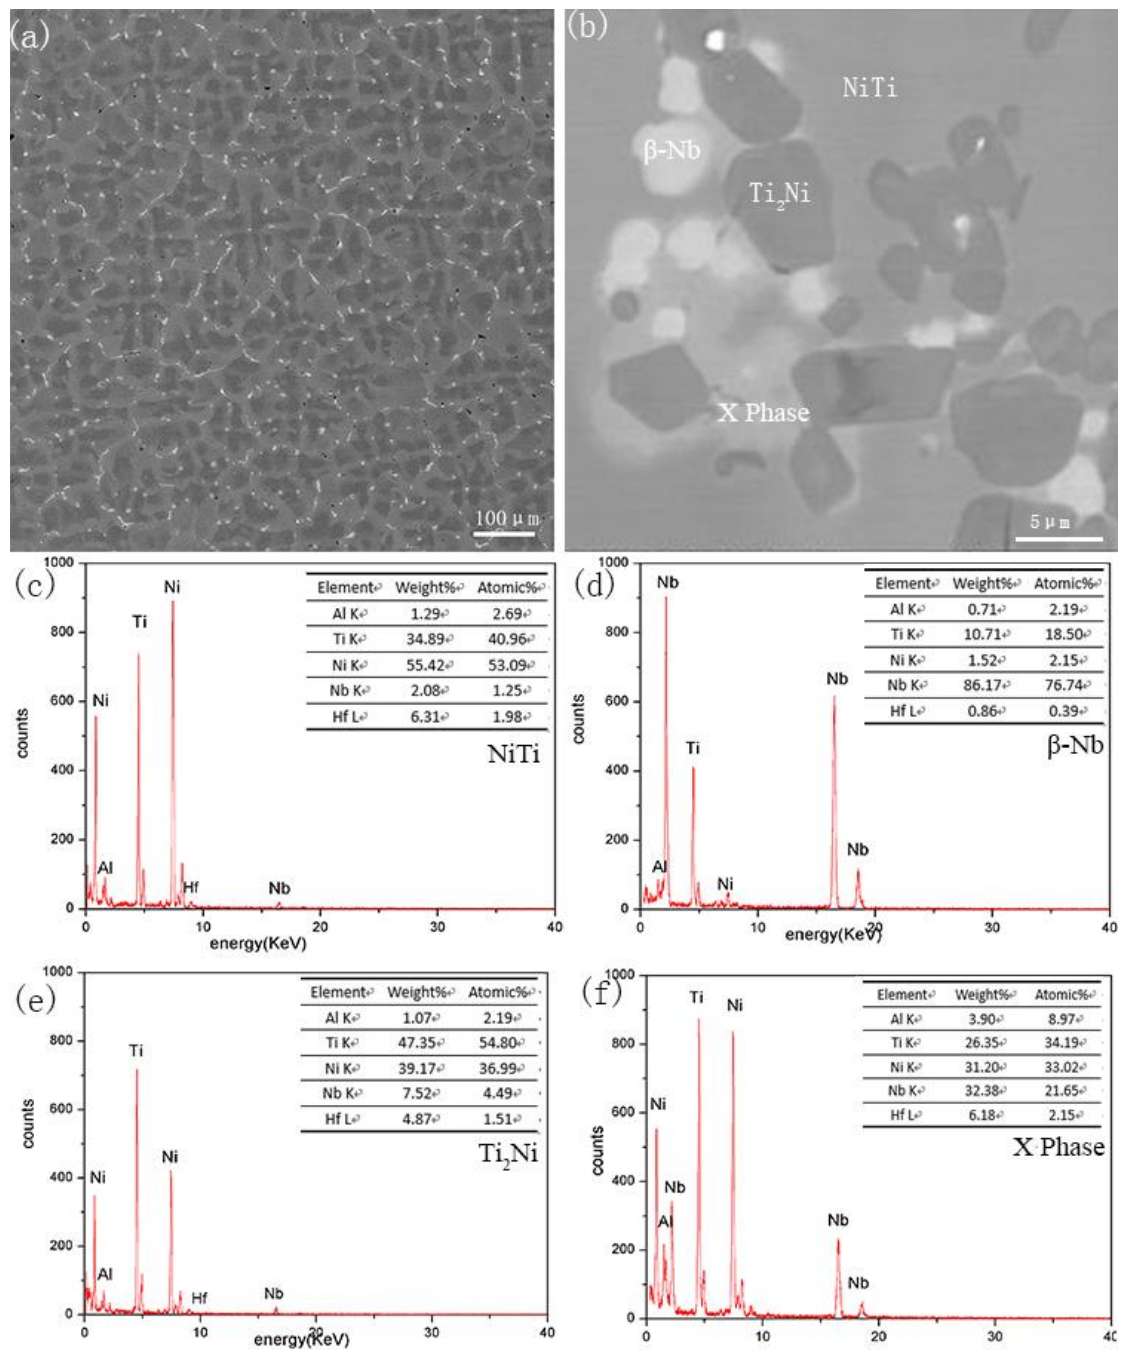 (a)
100 μm
(b)
NiTi
β-Nb
Ti₂Ni
X Phase
5 μm
(c)
1000
800
600
400
200
0
counts
0 10 20 30 40
energy(KeV)
Ni
Al
Ti
Ni
Hf
Nb
Element↵ Weight%↵ Atomic%↵
Al K↵ 1.29↵ 2.69↵
Ti K↵ 34.89↵ 40.96↵
Ni K↵ 55.42↵ 53.09↵
Nb K↵ 2.08↵ 1.25↵
Hf L↵ 6.31↵ 1.98↵
NiTi
(d)
1000
800
600
400
200
0
counts
0 10 20 30 40
energy(KeV)
Nb
Al
Ti
Ni
Nb
Nb
Element↵ Weight%↵ Atomic%↵
Al K↵ 0.71↵ 2.19↵
Ti K↵ 10.71↵ 18.50↵
Ni K↵ 1.52↵ 2.15↵
Nb K↵ 86.17↵ 76.74↵
Hf L↵ 0.86↵ 0.39↵
β-Nb
(e)
1000
800
600
400
200
0
counts
0 10 20 30 40
energy(KeV)
Ni
Al
Ti
Ni
Hf
Nb
Element↵ Weight%↵ Atomic%↵
Al K↵ 1.07↵ 2.19↵
Ti K↵ 47.35↵ 54.80↵
Ni K↵ 39.17↵ 36.99↵
Nb K↵ 7.52↵ 4.49↵
Hf L↵ 4.87↵ 1.51↵
Ti₂Ni
(f)
1000
800
600
400
200
0
counts
0 10 20 30 40
energy(KeV)
Ni
Al
Nb
Ti
Ni
Nb
Nb
Element↵ Weight%↵ Atomic%↵
Al K↵ 3.90↵ 8.97↵
Ti K↵ 26.35↵ 34.19↵
Ni K↵ 31.20↵ 33.02↵
Nb K↵ 32.38↵ 21.65↵
Hf L↵ 6.18↵ 2.15↵
X Phase